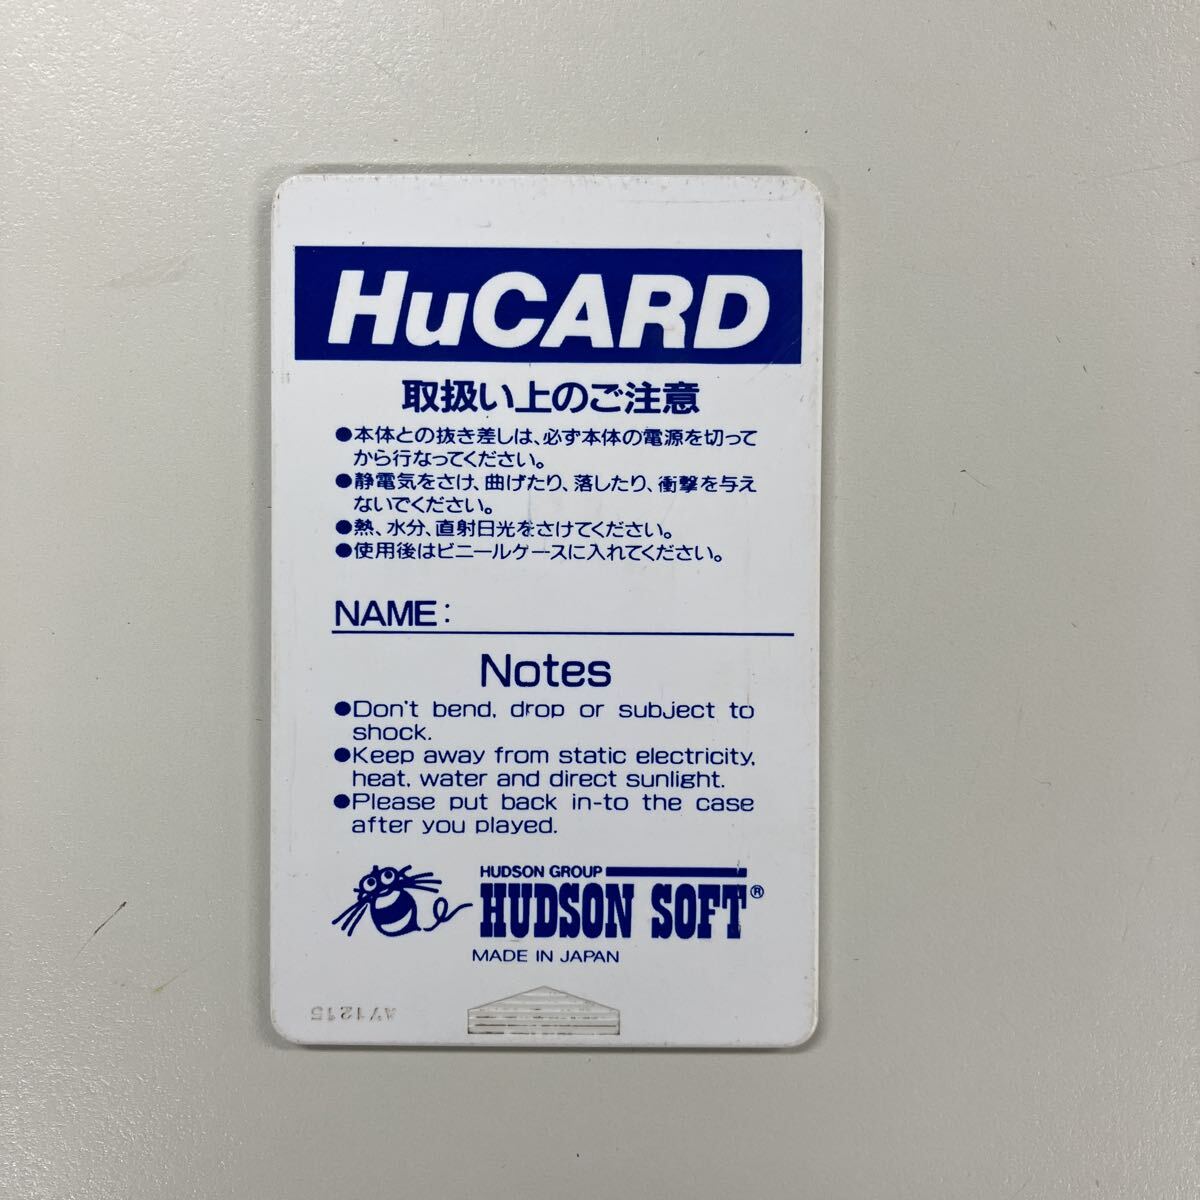 HuCARD
取扱い上のご注意
●本体との抜き差しは、必ず本体の電源を切って
から行なってください。
●静電気をさけ、曲げたり、落したり、衝撃を与え
ないでください。
●熱、水分、直射日光をさけてください。
●使用後はビニールケースに入れてください。
NAME:
Notes
●Don't bend, drop or subject to
shock.
●Keep away from static electricity,
heat, water and direct sunlight.
●Please put back in-to the case
after you played.
HUDSON GROUP
HUDSON SOFT®
MADE IN JAPAN
AV1215